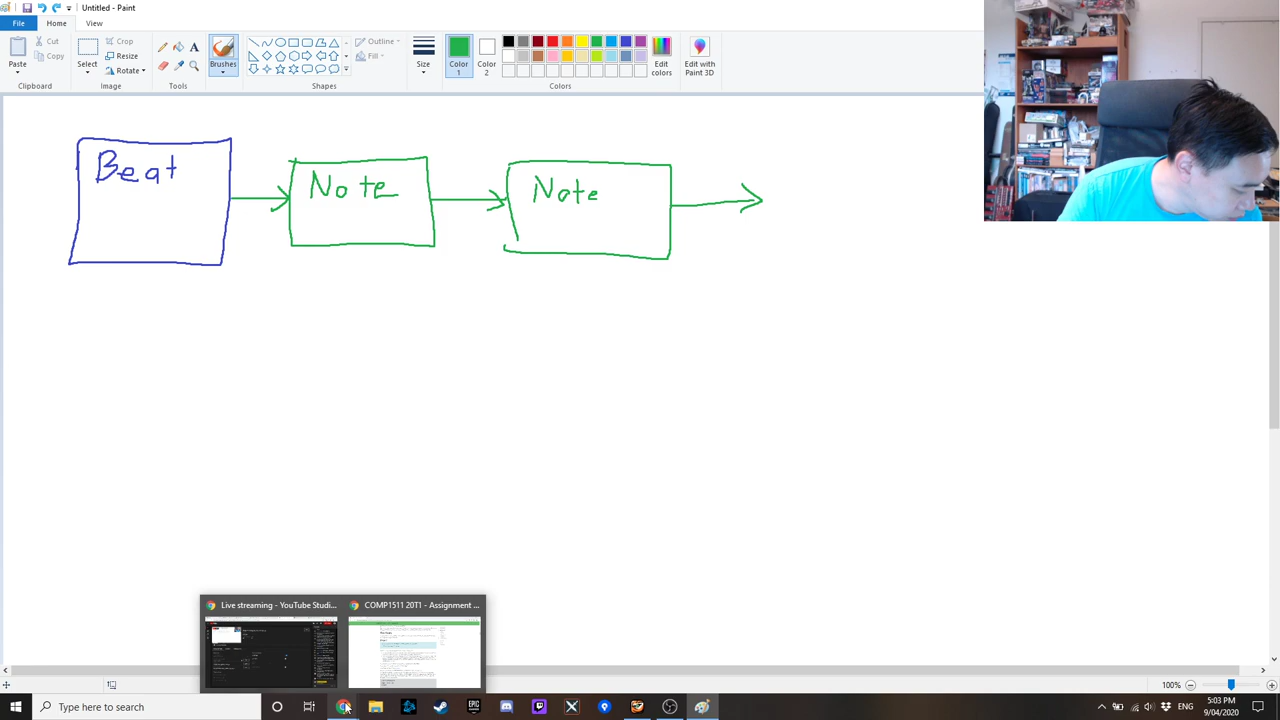 Untitled - Paint
File Home View
Paste Cut Copy
Select Crop Resize Rotate
A
Brushes
Outline
Fill
Size
Color 1
Color 2
Edit colors
Edit with Paint 3D
Clipboard Image Tools Shapes Colors
Beat Note Note
Live streaming - YouTube Studi... COMP1511 20T1 - Assignment ...
100%
Type here to search
EPIC
ENG
5:03 PM
9/04/2020